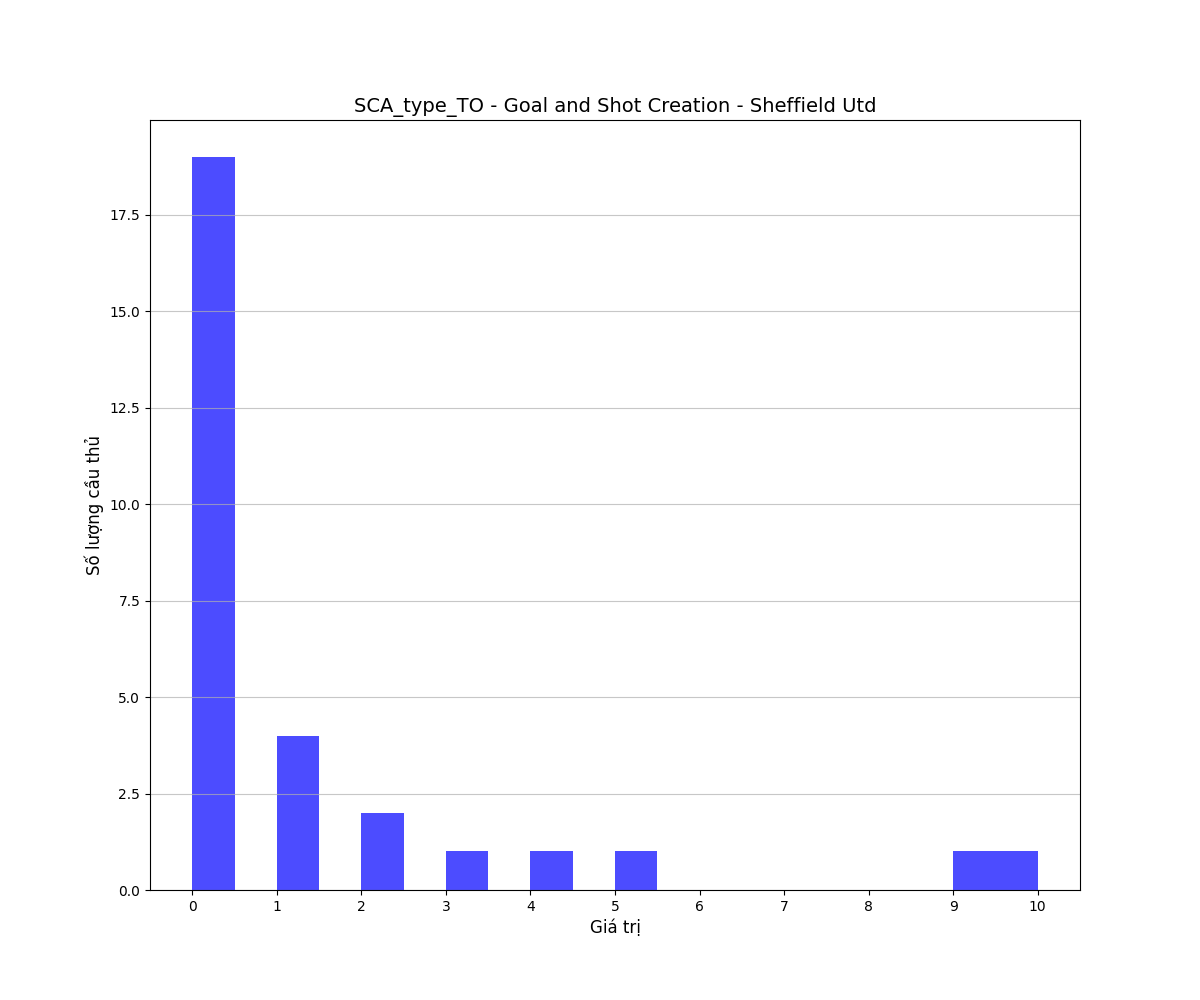 SCA_type_TO - Goal and Shot Creation - Sheffield Utd
17.5
15.0
12.5
10.0
7.5
5.0
2.5
0.0
Số lượng cầu thủ
0 1 2 3 4 5 6 7 8 9 10
Giá trị